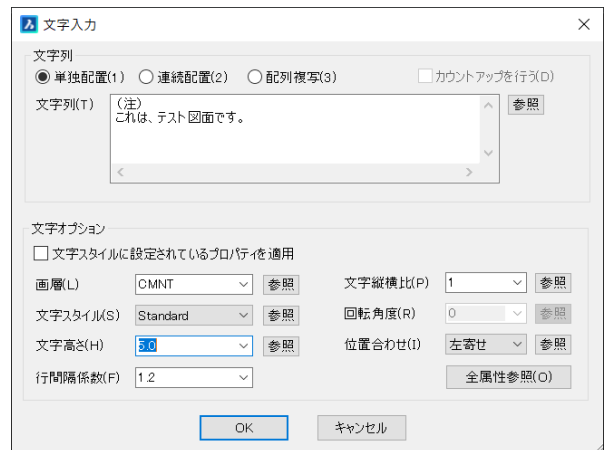 文字入力
文字列
単独配置(1) 連続配置(2) 配列複写(3) カウントアップを行う(D)
文字列(T) (注) 参照
これは、テスト図面です。
文字オプション
文字スタイルに設定されているプロパティを適用
画層(L) CMNT 参照 文字縦横比(P) 1 参照
文字スタイル(S) Standard 参照 回転角度(R) 0 参照
文字高さ(H) 5.0 参照 位置合わせ(I) 左寄せ 参照
行間隔係数(F) 1.2 全属性参照(O)
OK キャンセル